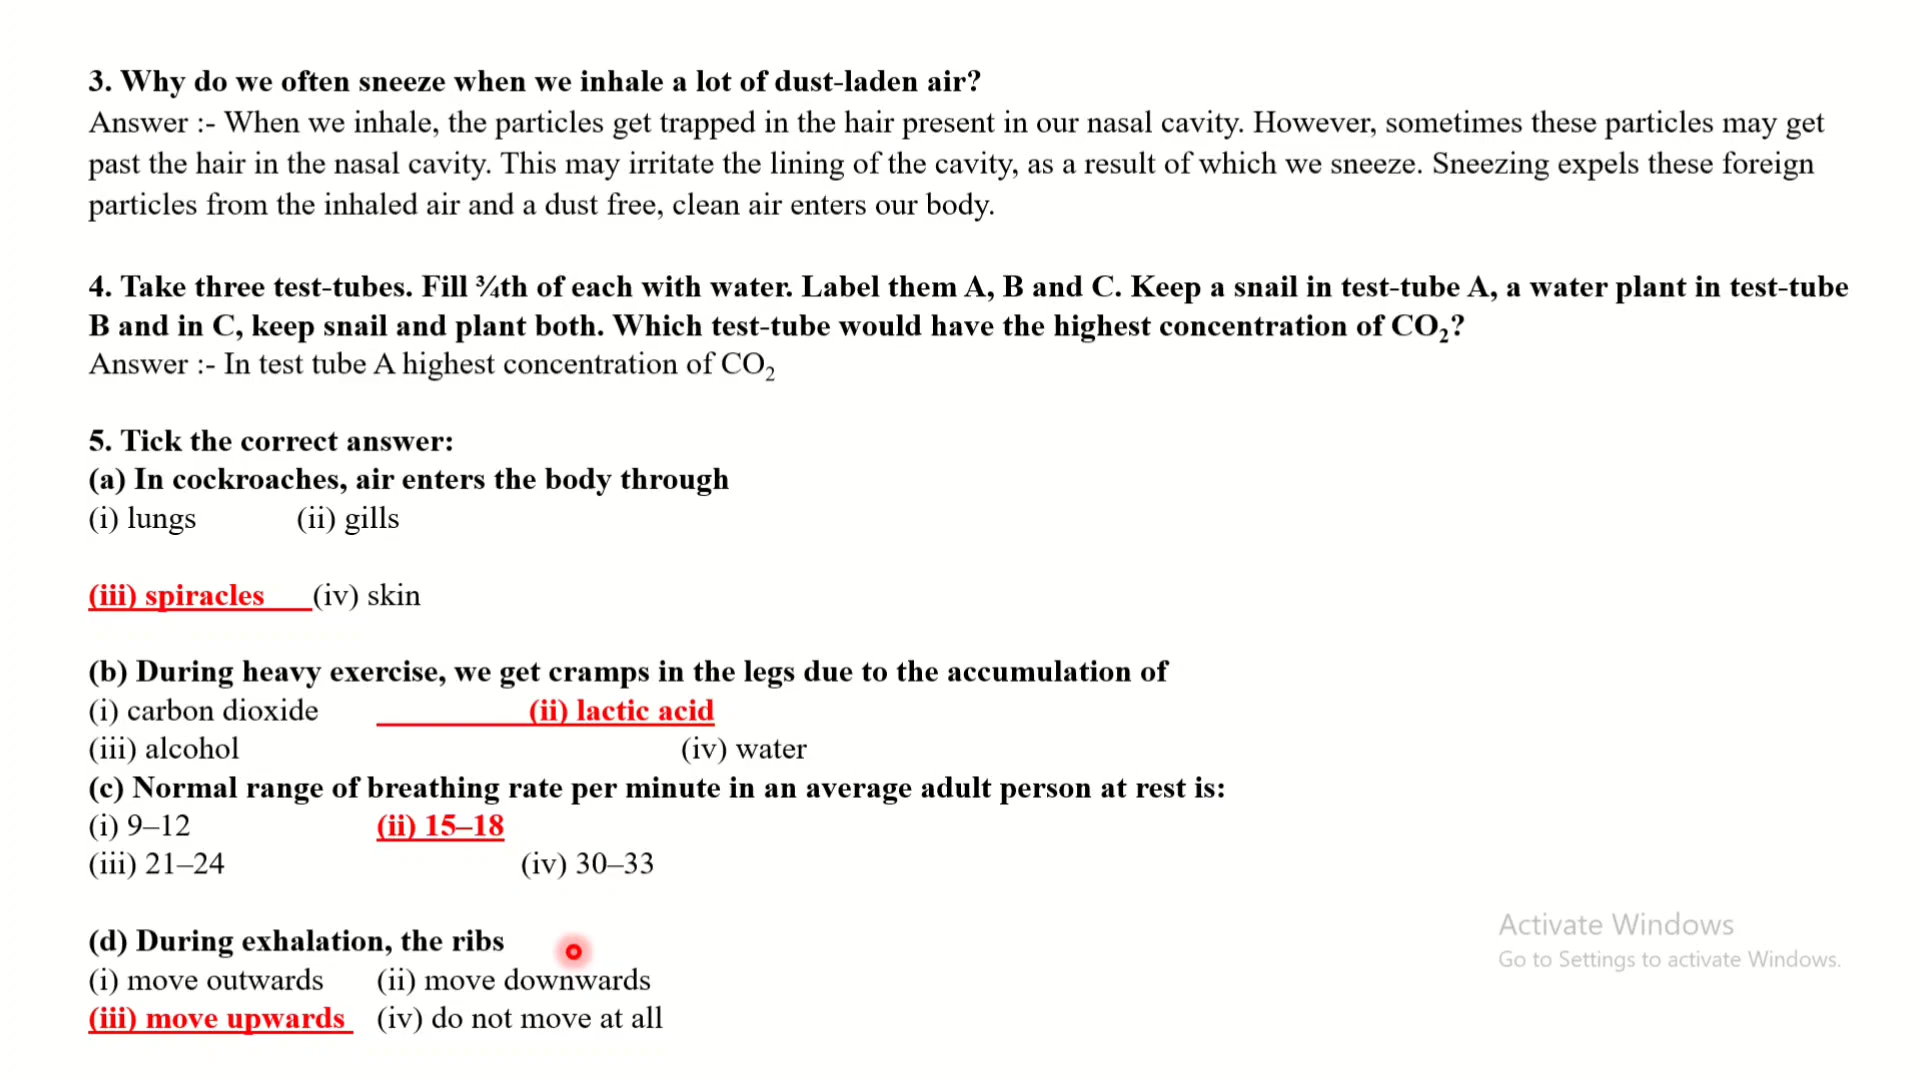 3. Why do we often sneeze when we inhale a lot of dust-laden air?
Answer :- When we inhale, the particles get trapped in the hair present in our nasal cavity. However, sometimes these particles may get
past the hair in the nasal cavity. This may irritate the lining of the cavity, as a result of which we sneeze. Sneezing expels these foreign
particles from the inhaled air and a dust free, clean air enters our body.
4. Take three test-tubes. Fill ¾th of each with water. Label them A, B and C. Keep a snail in test-tube A, a water plant in test-tube
B and in C, keep snail and plant both. Which test-tube would have the highest concentration of CO₂?
Answer :- In test tube A highest concentration of CO₂
5. Tick the correct answer:
(a) In cockroaches, air enters the body through
(i) lungs (ii) gills
(iii) spiracles (iv) skin
(b) During heavy exercise, we get cramps in the legs due to the accumulation of
(i) carbon dioxide (ii) lactic acid
(iii) alcohol (iv) water
(c) Normal range of breathing rate per minute in an average adult person at rest is:
(i) 9–12 (ii) 15–18
(iii) 21–24 (iv) 30–33
(d) During exhalation, the ribs
(i) move outwards (ii) move downwards
(iii) move upwards (iv) do not move at all
Activate Windows
Go to Settings to activate Windows.